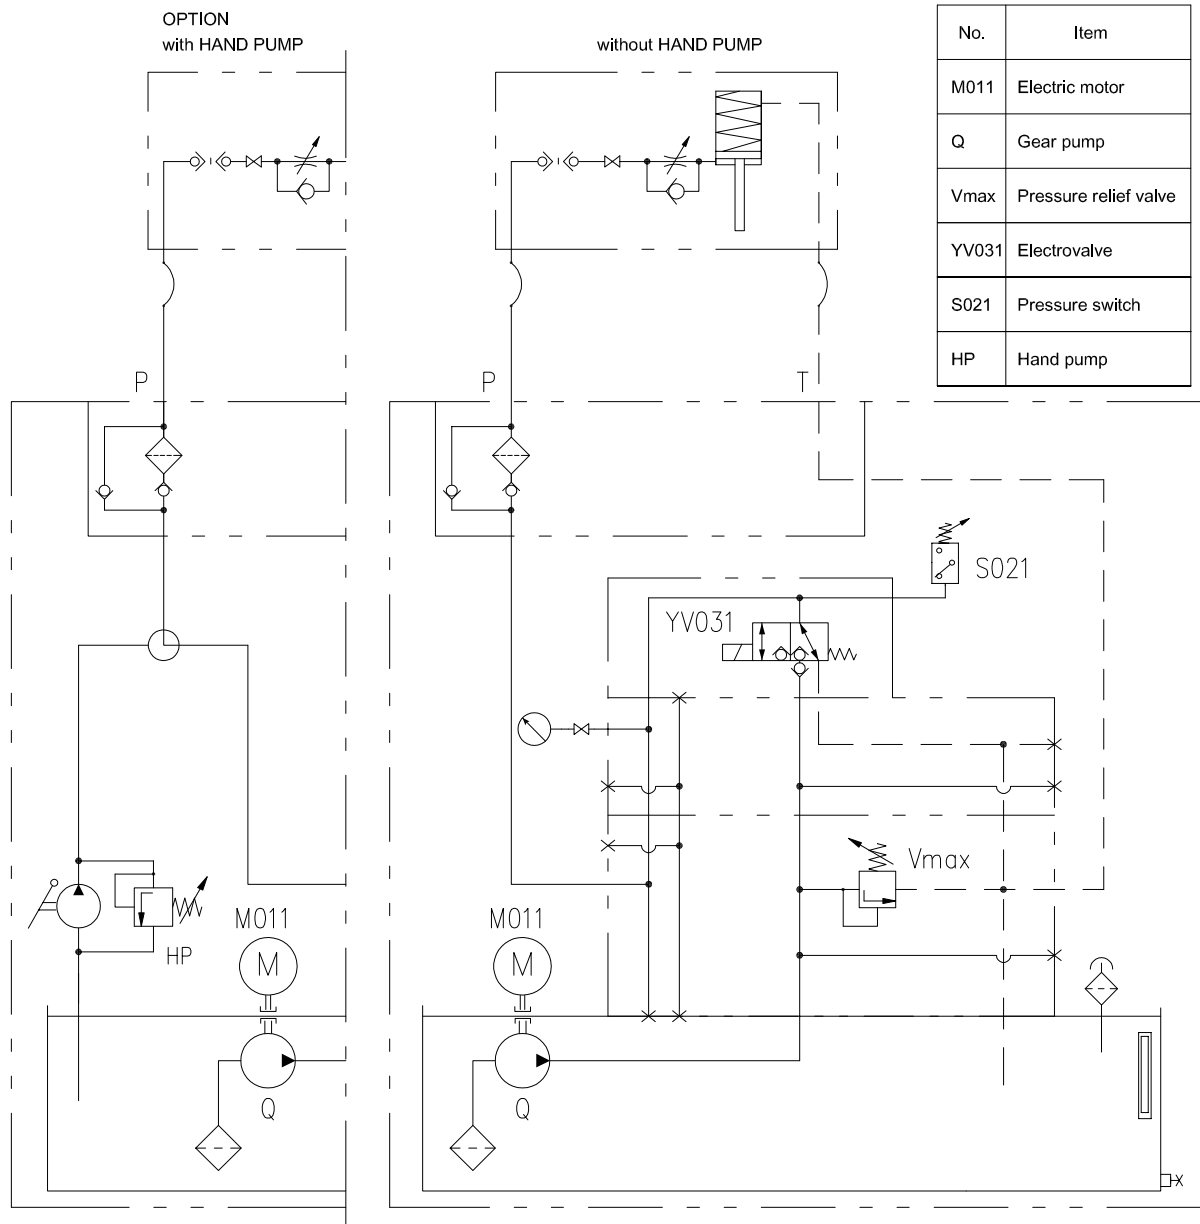 OPTION
with HAND PUMP
without HAND PUMP
No. Item
M011 Electric motor
Q Gear pump
Vmax Pressure relief valve
YV031 Electrovalve
S021 Pressure switch
HP Hand pump
P
P
T
S021
YV031
Vmax
HP
M011
M
Q
M011
M
Q